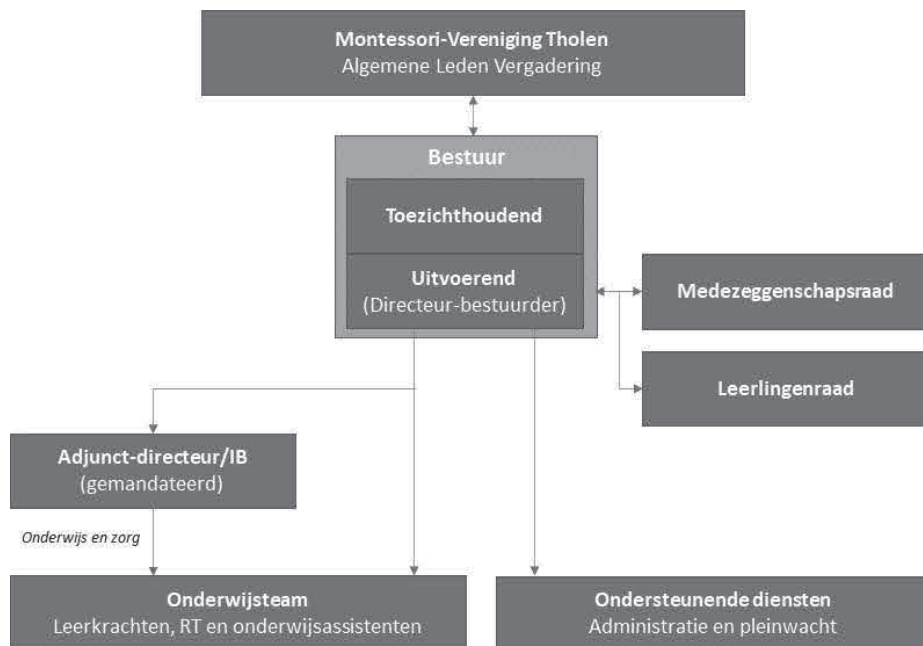 Montessori-Vereniging Tholen
Algemene Leden Vergadering
Bestuur
Toezichthoudend
Uitvoerend
(Directeur-bestuurder)
Medezeggenschapsraad
Leerlingenraad
Adjunct-directeur/IB
(gemandateerd)
Onderwijs en zorg
Onderwijsteam
Leerkrachten, RT en onderwijsassistenten
Ondersteunende diensten
Administratie en pleinwacht